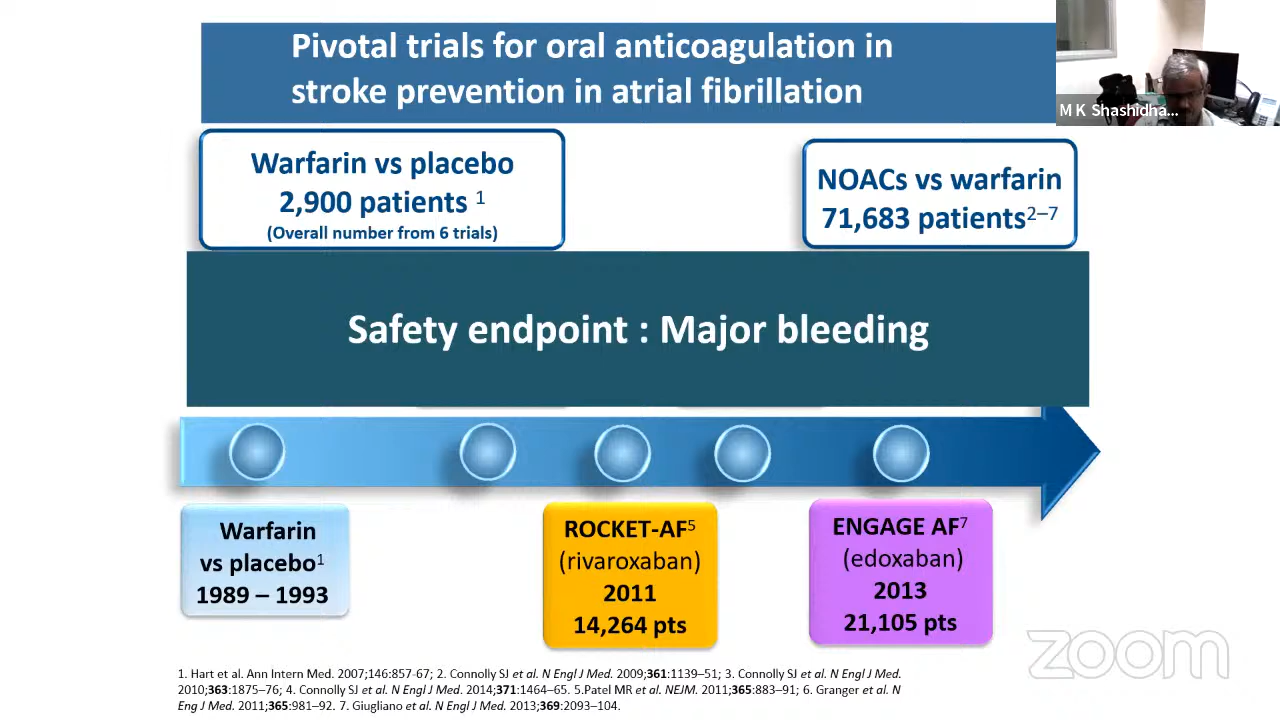 Pivotal trials for oral anticoagulation in
stroke prevention in atrial fibrillation
M K Shashidha...
Warfarin vs placebo
2,900 patients 1
(Overall number from 6 trials)
NOACs vs warfarin
71,683 patients2–7
Safety endpoint : Major bleeding
Warfarin
vs placebo1
1989 – 1993
ROCKET-AF5
(rivaroxaban)
2011
14,264 pts
ENGAGE AF7
(edoxaban)
2013
21,105 pts
zoom
1. Hart et al. Ann Intern Med. 2007;146:857-67; 2. Connolly SJ et al. N Engl J Med. 2009;361:1139–51; 3. Connolly SJ et al. N Engl J Med.
2010;363:1875–76; 4. Connolly SJ et al. N Engl J Med. 2014;371:1464–65. 5.Patel MR et al. NEJM. 2011;365:883–91; 6. Granger et al. N
Eng J Med. 2011;365:981–92. 7. Giugliano et al. N Engl J Med. 2013;369:2093–104.